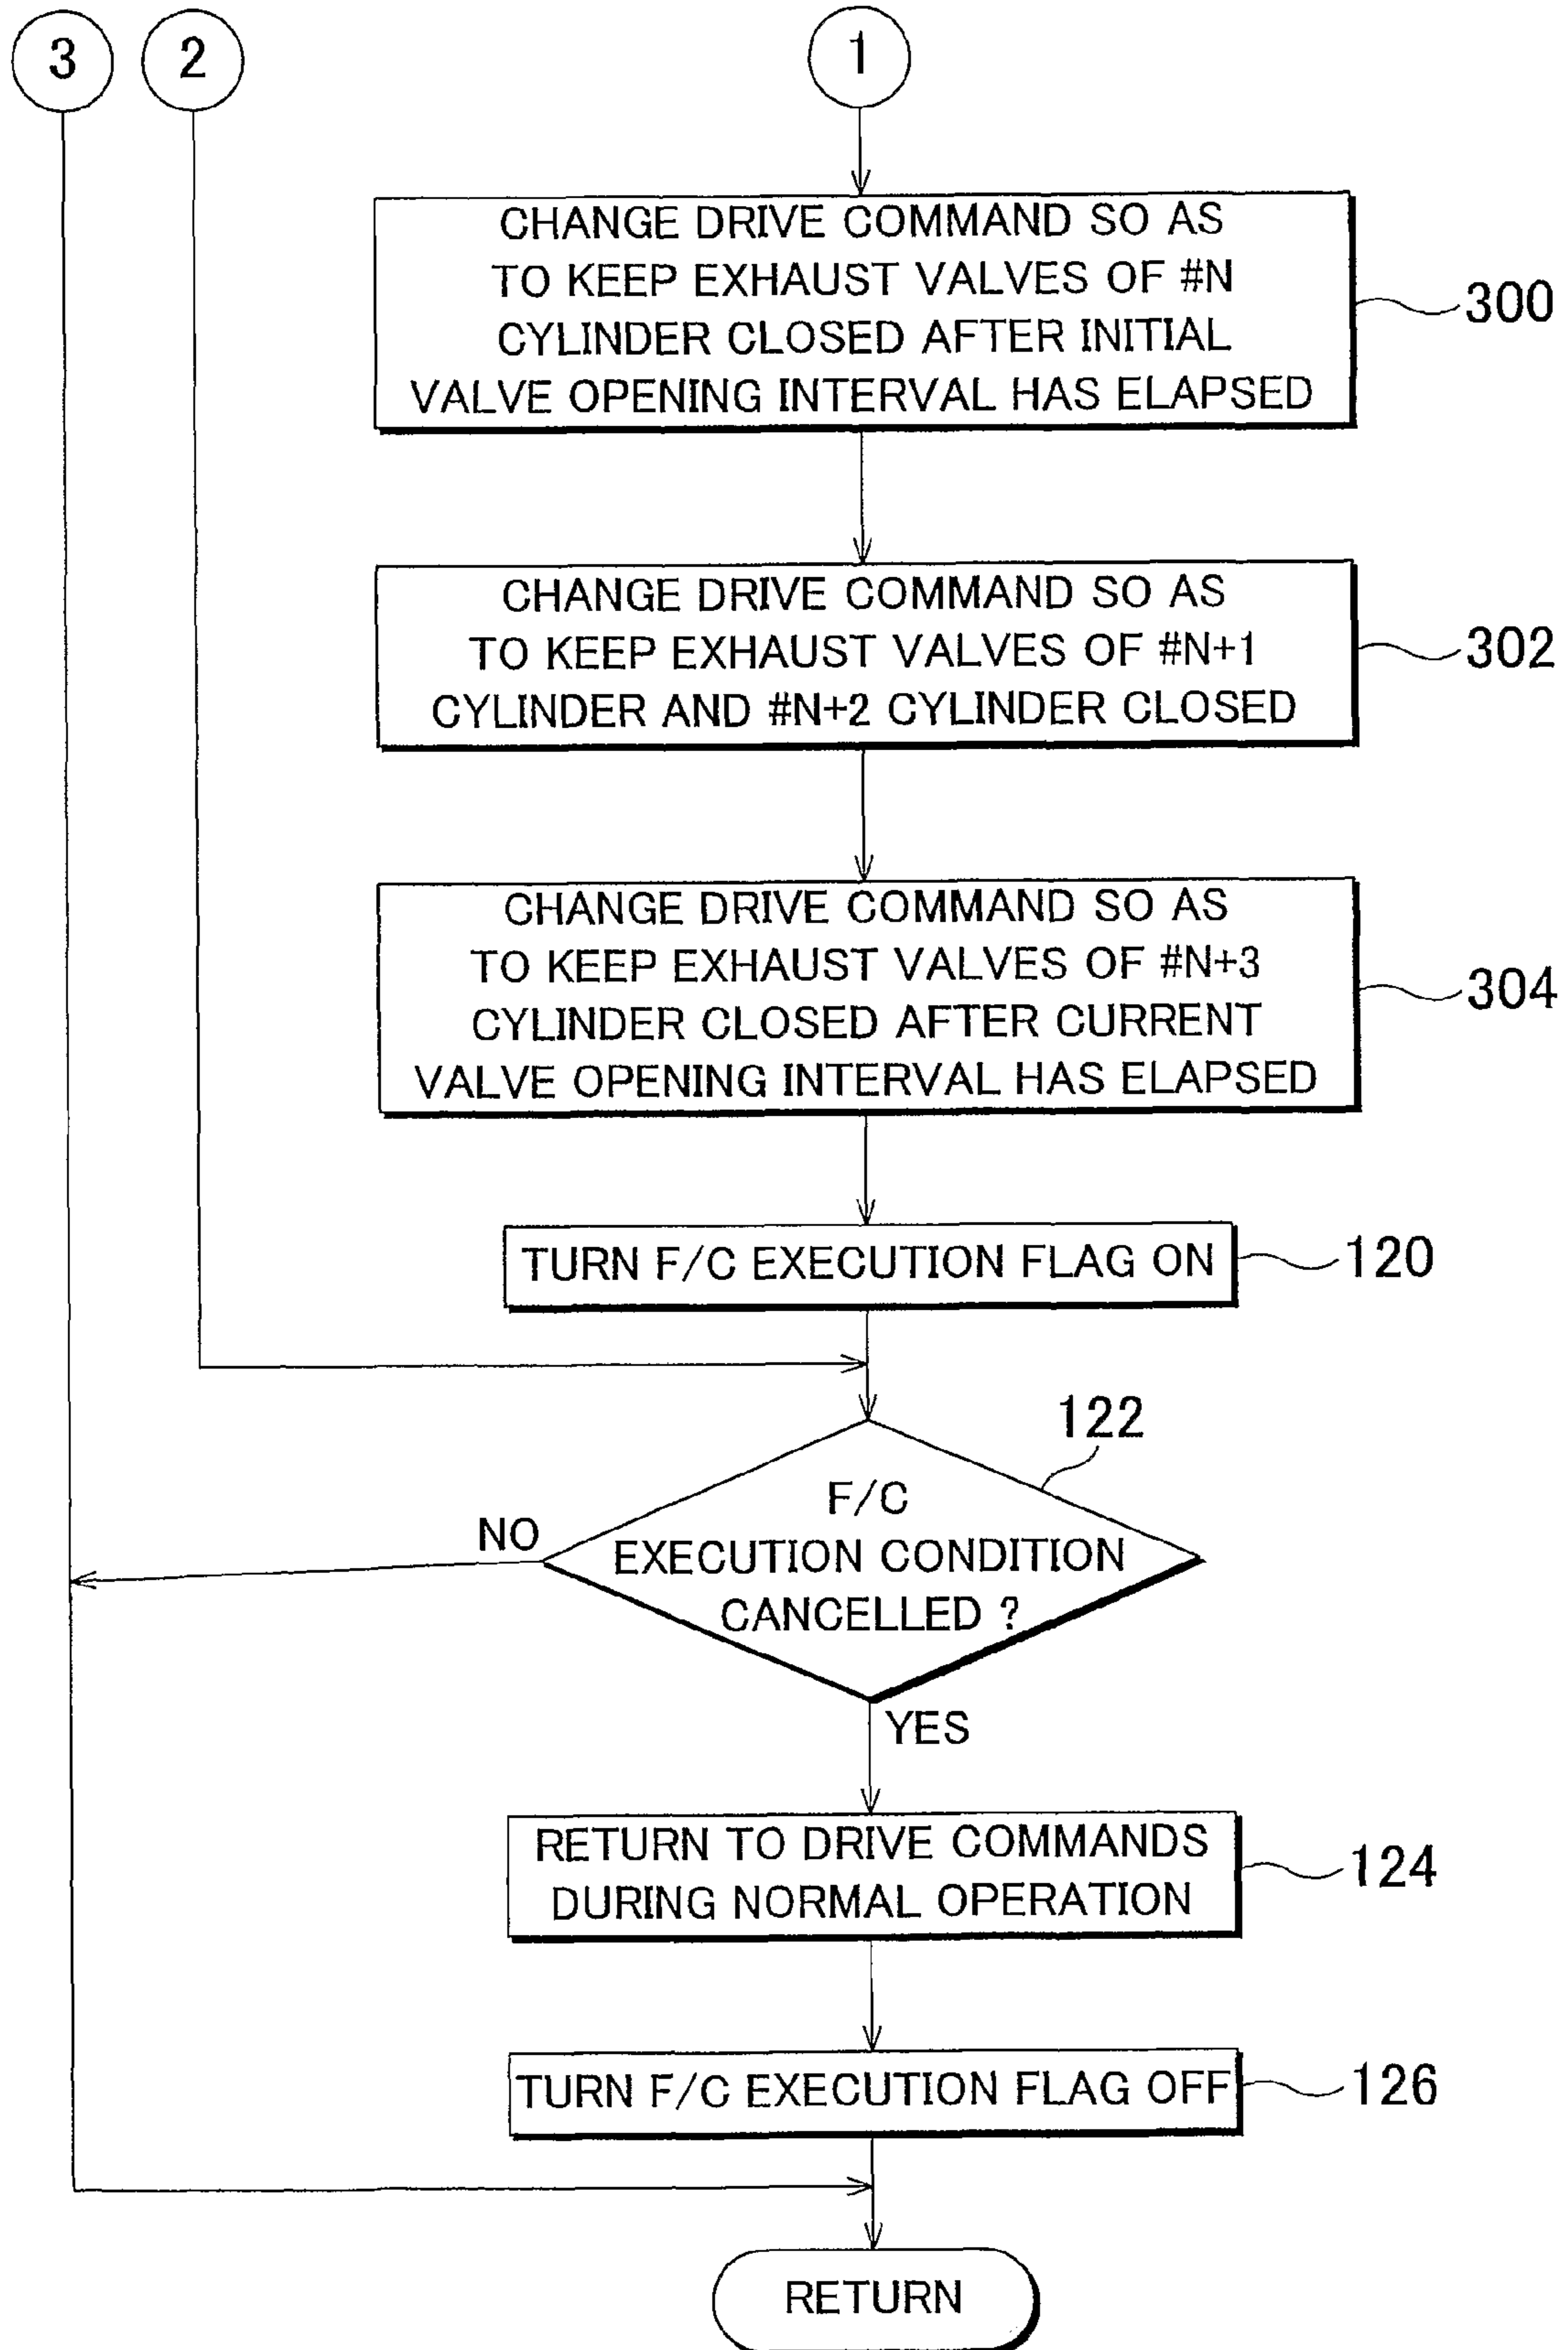 3
2
1
CHANGE DRIVE COMMAND SO AS
TO KEEP EXHAUST VALVES OF #N
CYLINDER CLOSED AFTER INITIAL
VALVE OPENING INTERVAL HAS ELAPSED
300
CHANGE DRIVE COMMAND SO AS
TO KEEP EXHAUST VALVES OF #N+1
CYLINDER AND #N+2 CYLINDER CLOSED
302
CHANGE DRIVE COMMAND SO AS
TO KEEP EXHAUST VALVES OF #N+3
CYLINDER CLOSED AFTER CURRENT
VALVE OPENING INTERVAL HAS ELAPSED
304
TURN F/C EXECUTION FLAG ON
120
122
F/C
EXECUTION CONDITION
CANCELLED ?
NO
YES
RETURN TO DRIVE COMMANDS
DURING NORMAL OPERATION
124
TURN F/C EXECUTION FLAG OFF
126
RETURN